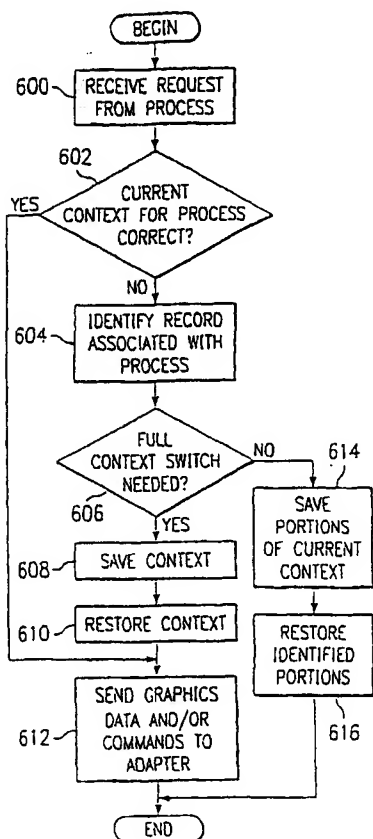 BEGIN
600
RECEIVE REQUEST
FROM PROCESS
602
CURRENT
CONTEXT FOR PROCESS
CORRECT?
YES
NO
604
IDENTIFY RECORD
ASSOCIATED WITH
PROCESS
FULL
CONTEXT SWITCH
NEEDED?
606
NO
614
YES
SAVE
PORTIONS
OF CURRENT
CONTEXT
608
SAVE CONTEXT
610
RESTORE CONTEXT
RESTORE
IDENTIFIED
PORTIONS
616
612
SEND GRAPHICS
DATA AND/OR
COMMANDS TO
ADAPTER
END